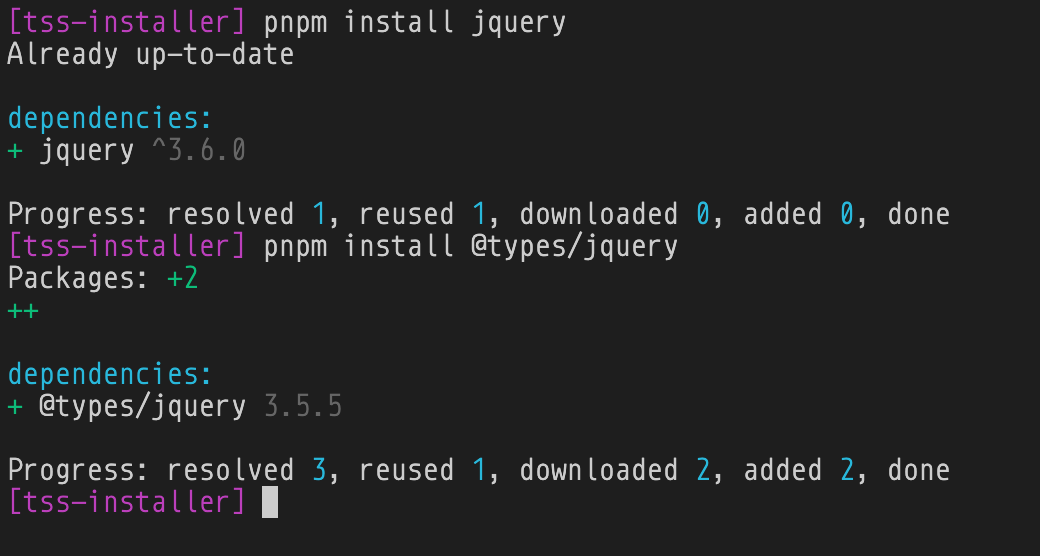 [tss-installer] pnpm install jquery
Already up-to-date
dependencies:
+ jquery ^3.6.0
Progress: resolved 1, reused 1, downloaded 0, added 0, done
[tss-installer] pnpm install @types/jquery
Packages: +2
++
dependencies:
+ @types/jquery 3.5.5
Progress: resolved 3, reused 1, downloaded 2, added 2, done
[tss-installer]